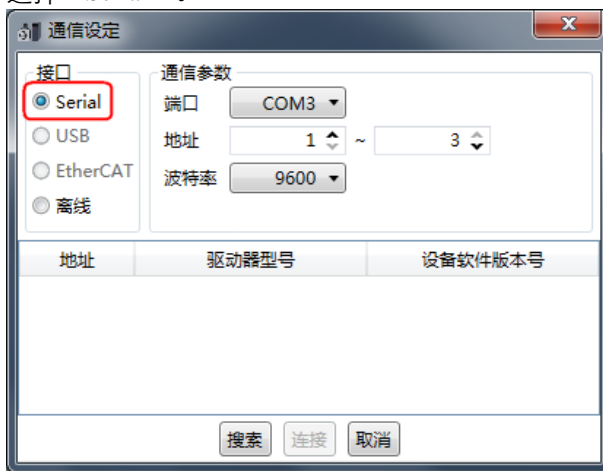 通信设定
接口
Serial
USB
EtherCAT
离线
通信参数
端口 COM3
地址 1 ~ 3
波特率 9600
地址 驱动器型号 设备软件版本号
搜索 连接 取消